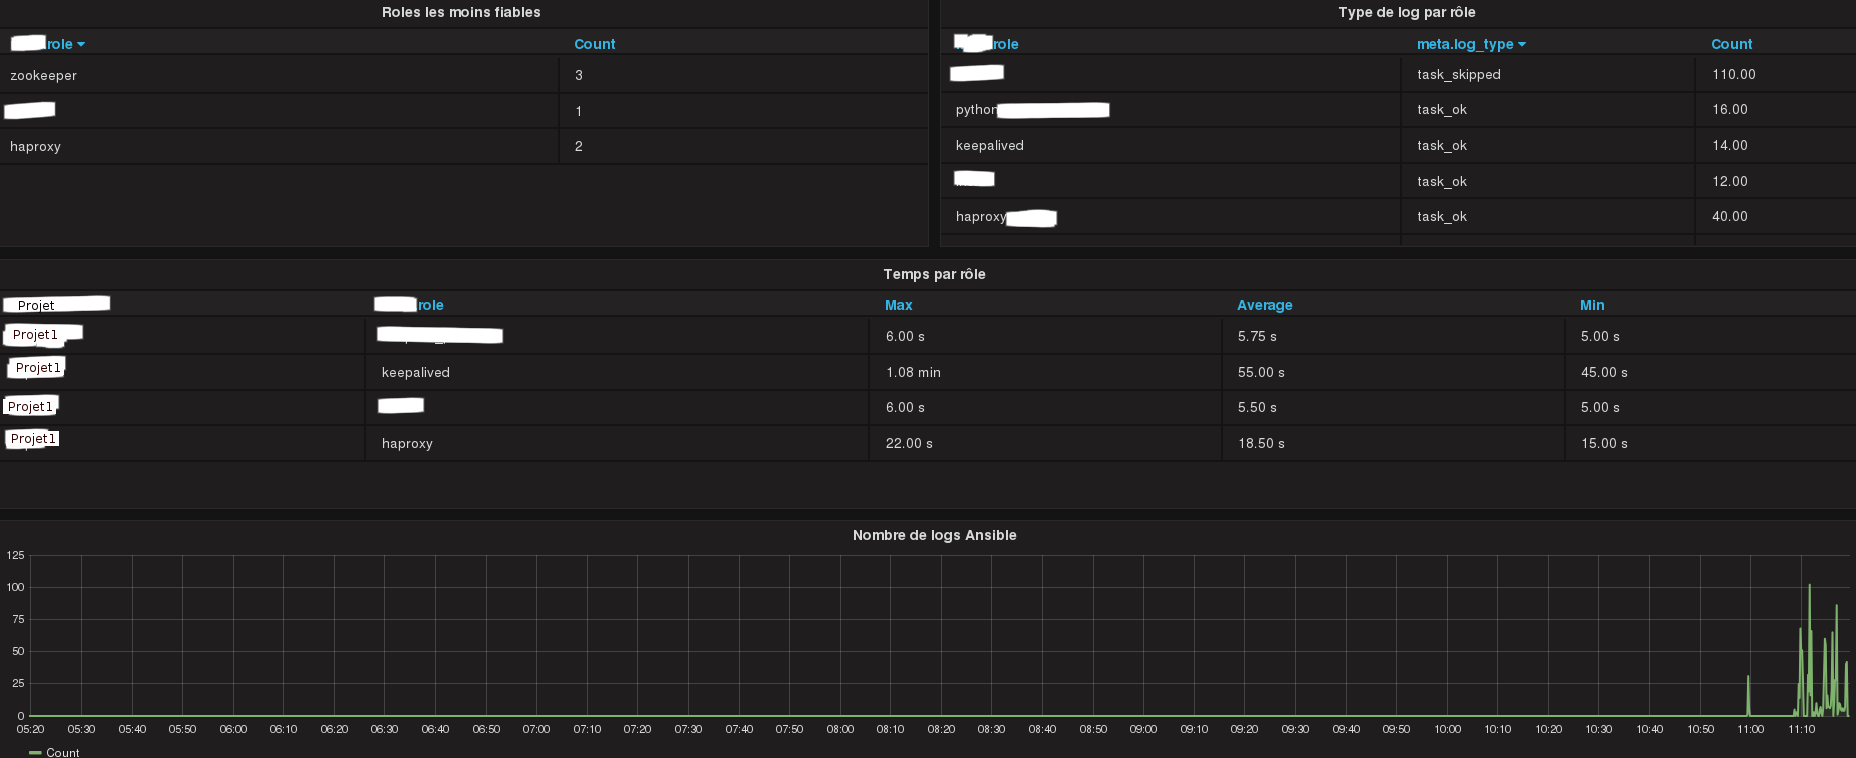 Roles les moins fiables
role Count
zookeeper 3
1
haproxy 2
Type de log par rôle
role meta.log_type Count
task_skipped 110.00
python task_ok 16.00
keepalived task_ok 14.00
task_ok 12.00
haproxy task_ok 40.00
Temps par rôle
Projet role Max Average Min
Projet1 6.00 s 5.75 s 5.00 s
Projet1 keepalived 1.08 min 55.00 s 45.00 s
Projet1 6.00 s 5.50 s 5.00 s
Projet1 haproxy 22.00 s 18.50 s 15.00 s
Nombre de logs Ansible
125
100
75
50
25
0
05:20 05:30 05:40 05:50 06:00 06:10 06:20 06:30 06:40 06:50 07:00 07:10 07:20 07:30 07:40 07:50 08:00 08:10 08:20 08:30 08:40 08:50 09:00 09:10 09:20 09:30 09:40 09:50 10:00 10:10 10:20 10:30 10:40 10:50 11:00 11:10
Count